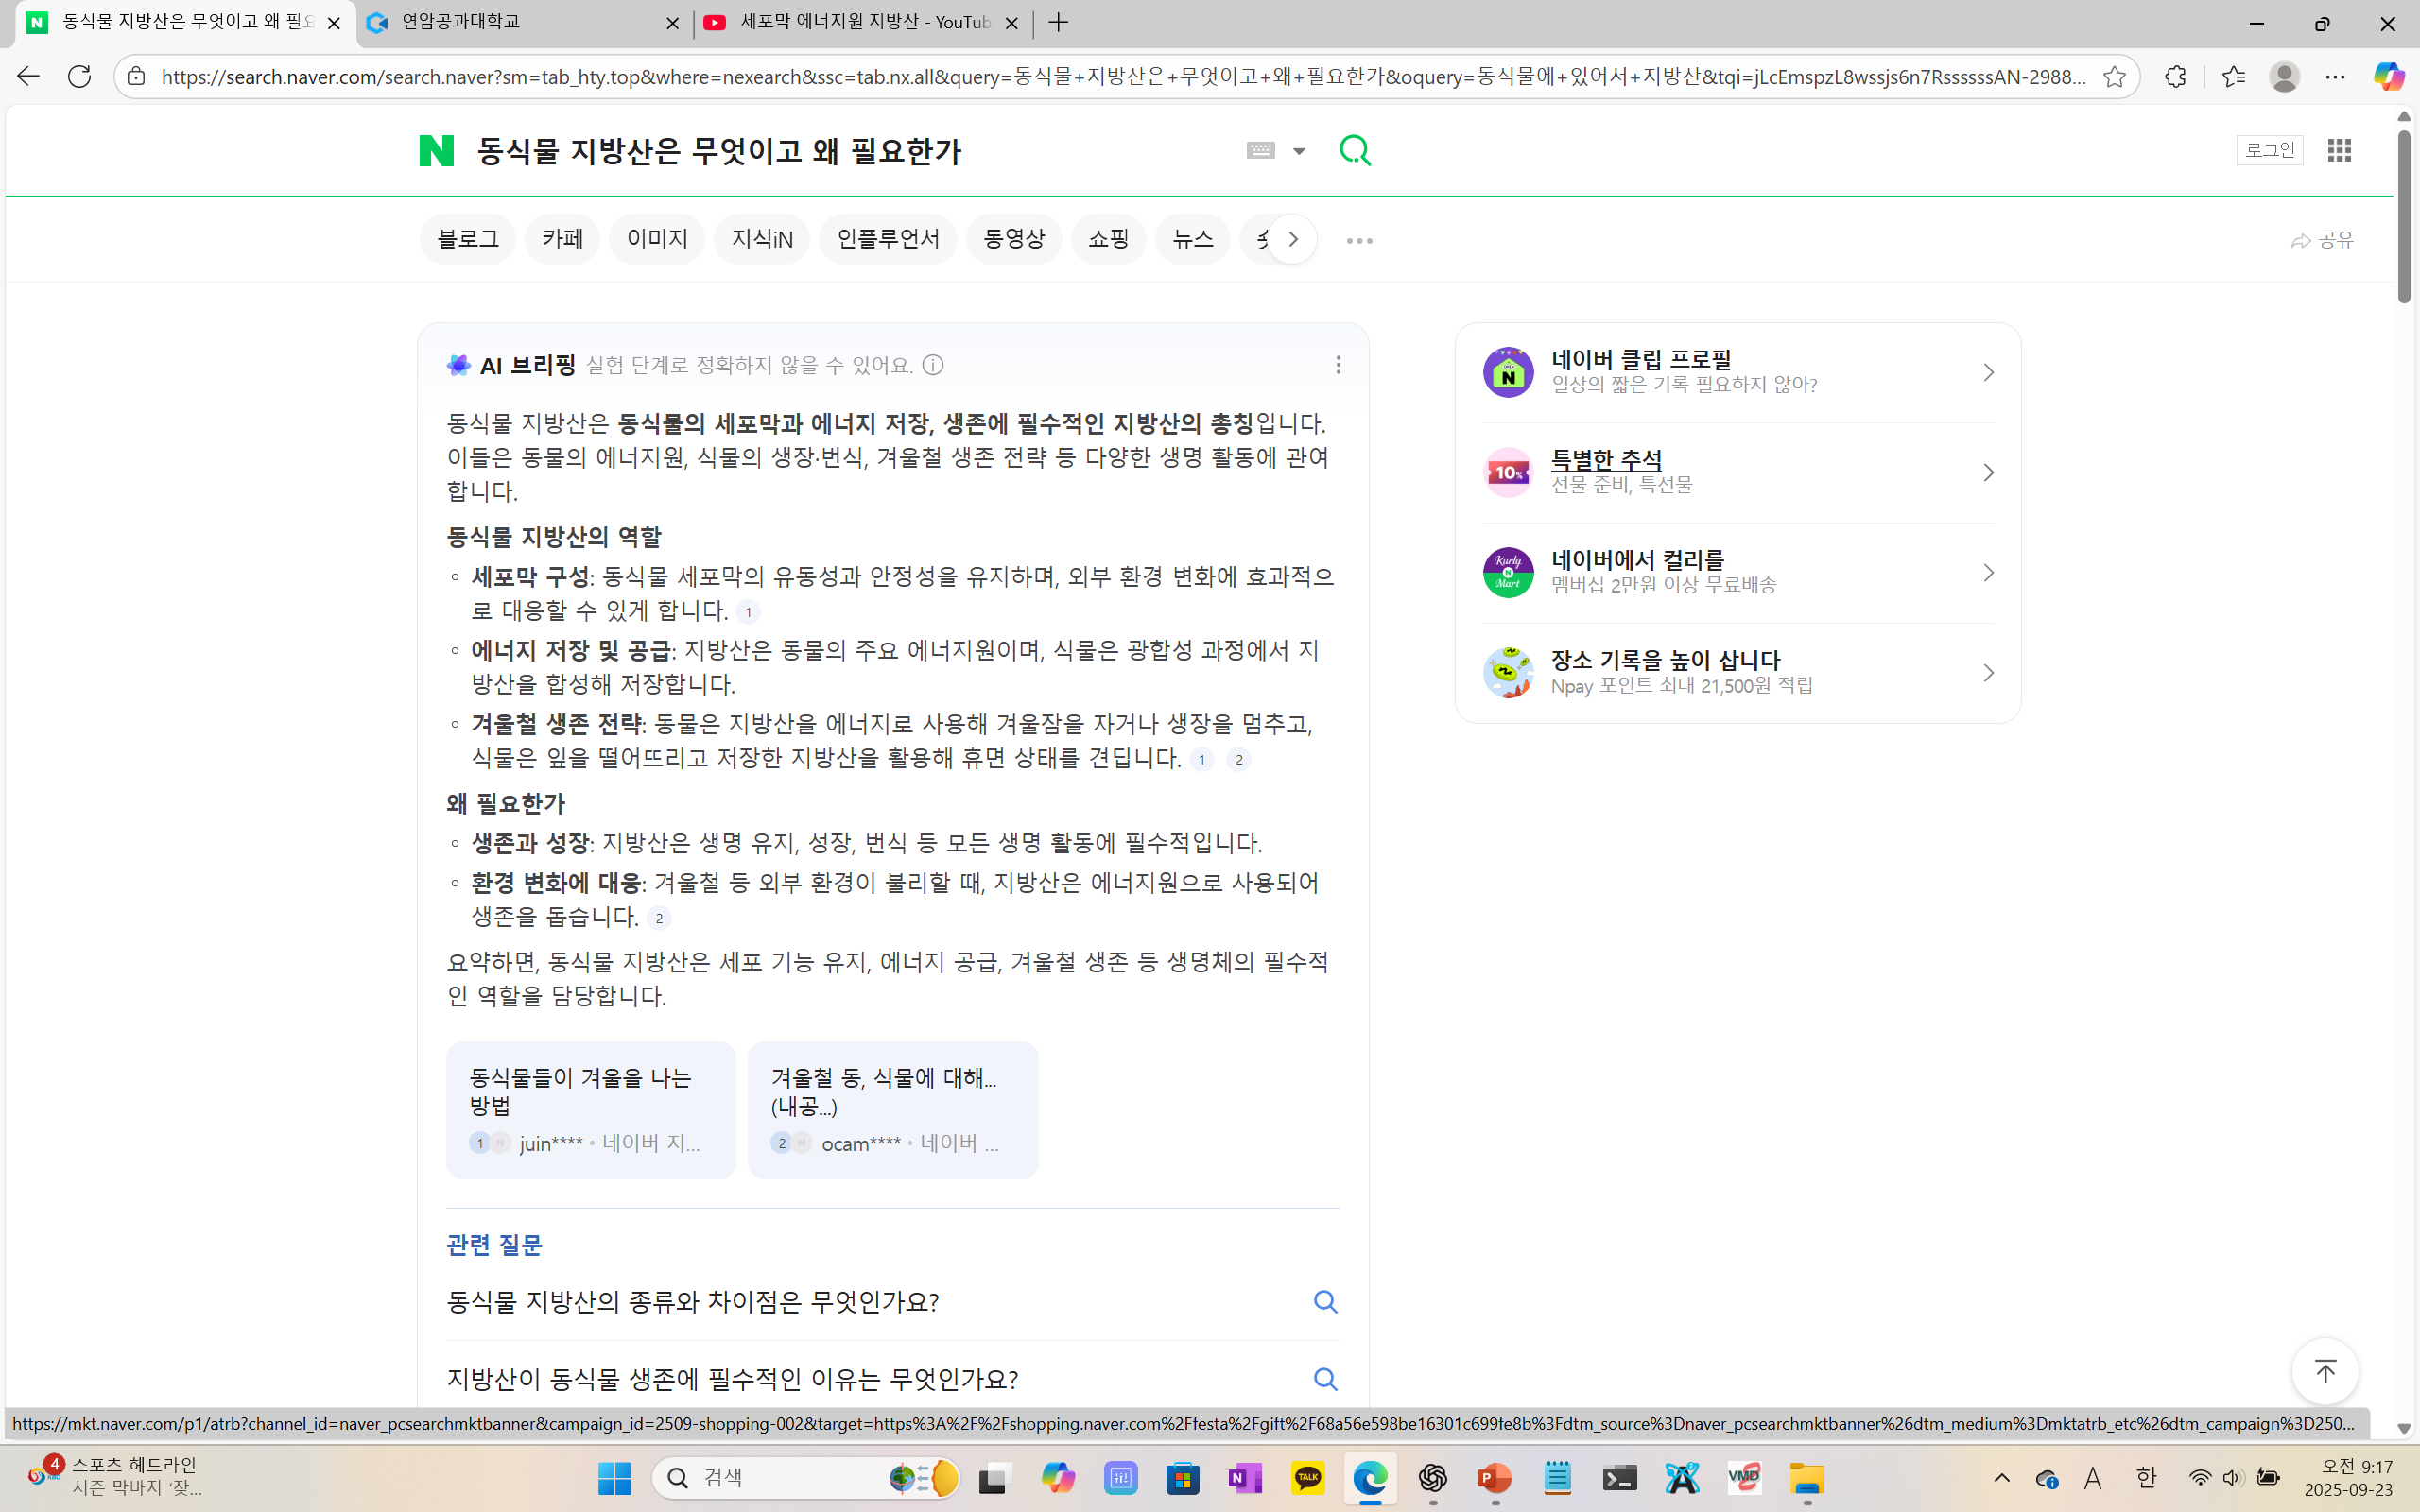 동식물 지방산은 무엇이고 왜 필요
연암공과대학교
세포막 에너지원 지방산 - YouTub
https://search.naver.com/search.naver?sm=tab_hty.top&where=nexearch&ssc=tab.nx.all&query=동식물+지방산은+무엇이고+왜+필요한가&oquery=동식물에+있어서+지방산&tqi=jLcEmspzL8wssjs6n7RssssssAN-2988...
동식물 지방산은 무엇이고 왜 필요한가
로그인
블로그 카페 이미지 지식iN 인플루언서 동영상 쇼핑 뉴스
공유
AI 브리핑 실험 단계로 정확하지 않을 수 있어요.
동식물 지방산은 동식물의 세포막과 에너지 저장, 생존에 필수적인 지방산의 총칭입니다.
이들은 동물의 에너지원, 식물의 생장·번식, 겨울철 생존 전략 등 다양한 생명 활동에 관여
합니다.
동식물 지방산의 역할
세포막 구성: 동식물 세포막의 유동성과 안정성을 유지하며, 외부 환경 변화에 효과적으
로 대응할 수 있게 합니다. 1
에너지 저장 및 공급: 지방산은 동물의 주요 에너지원이며, 식물은 광합성 과정에서 지
방산을 합성해 저장합니다.
겨울철 생존 전략: 동물은 지방산을 에너지로 사용해 겨울잠을 자거나 생장을 멈추고,
식물은 잎을 떨어뜨리고 저장한 지방산을 활용해 휴면 상태를 견딥니다. 1 2
왜 필요한가
생존과 성장: 지방산은 생명 유지, 성장, 번식 등 모든 생명 활동에 필수적입니다.
환경 변화에 대응: 겨울철 등 외부 환경이 불리할 때, 지방산은 에너지원으로 사용되어
생존을 돕습니다. 2
요약하면, 동식물 지방산은 세포 기능 유지, 에너지 공급, 겨울철 생존 등 생명체의 필수적
인 역할을 담당합니다.
동식물들이 겨울을 나는
방법
1 juin**** • 네이버 지...
겨울철 동, 식물에 대해...
(내공...)
2 ocam**** • 네이버 ...
관련 질문
동식물 지방산의 종류와 차이점은 무엇인가요?
지방산이 동식물 생존에 필수적인 이유는 무엇인가요?
네이버 클립 프로필
일상의 짧은 기록 필요하지 않아?
10%
특별한 추석
선물 준비, 특선물
Kurly
N
Mart
네이버에서 컬리를
멤버십 2만원 이상 무료배송
장소 기록을 높이 삽니다
Npay 포인트 최대 21,500원 적립
https://mkt.naver.com/p1/atrb?channel_id=naver_pcsearchmktbanner&campaign_id=2509-shopping-002&target=https%3A%2F%2Fshopping.naver.com%2Ffesta%2Fgift%2F68a56e598be16301c699fe8b%3Fdtm_source%3Dnaver_pcsearchmktbanner%26dtm_medium%3Dmktatrb_etc%26dtm_campaign%3D250...
4
스포츠 헤드라인
시즌 막바지 '잦...
검색
TALK
VMD
A
한
오전 9:17
2025-09-23